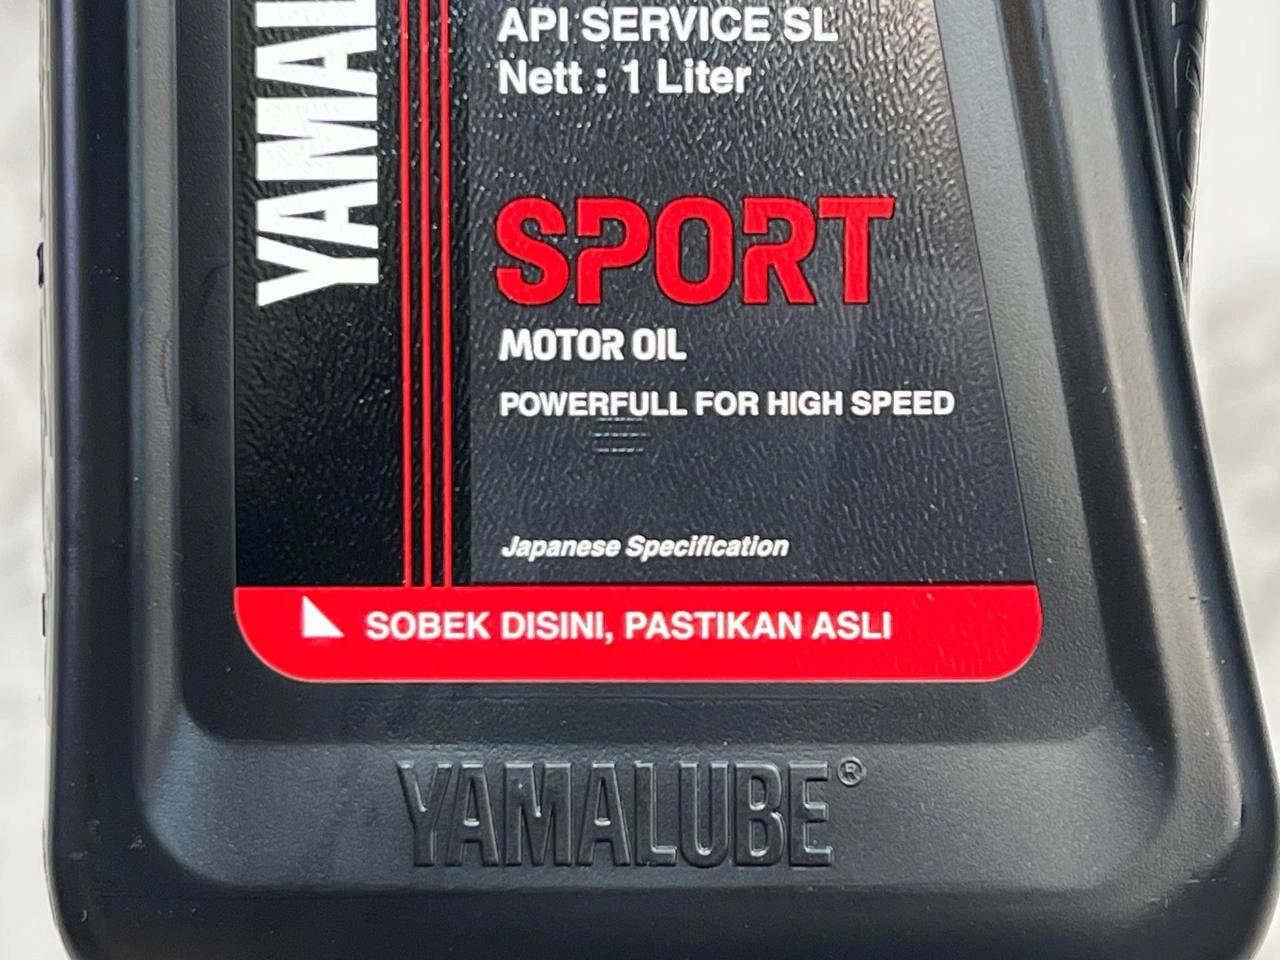 YAMAL
API SERVICE SL
Nett : 1 Liter
SPORT
MOTOR OIL
POWERFULL FOR HIGH SPEED
Japanese Specification
SOBEK DISINI, PASTIKAN ASLI
YAMALUBE®